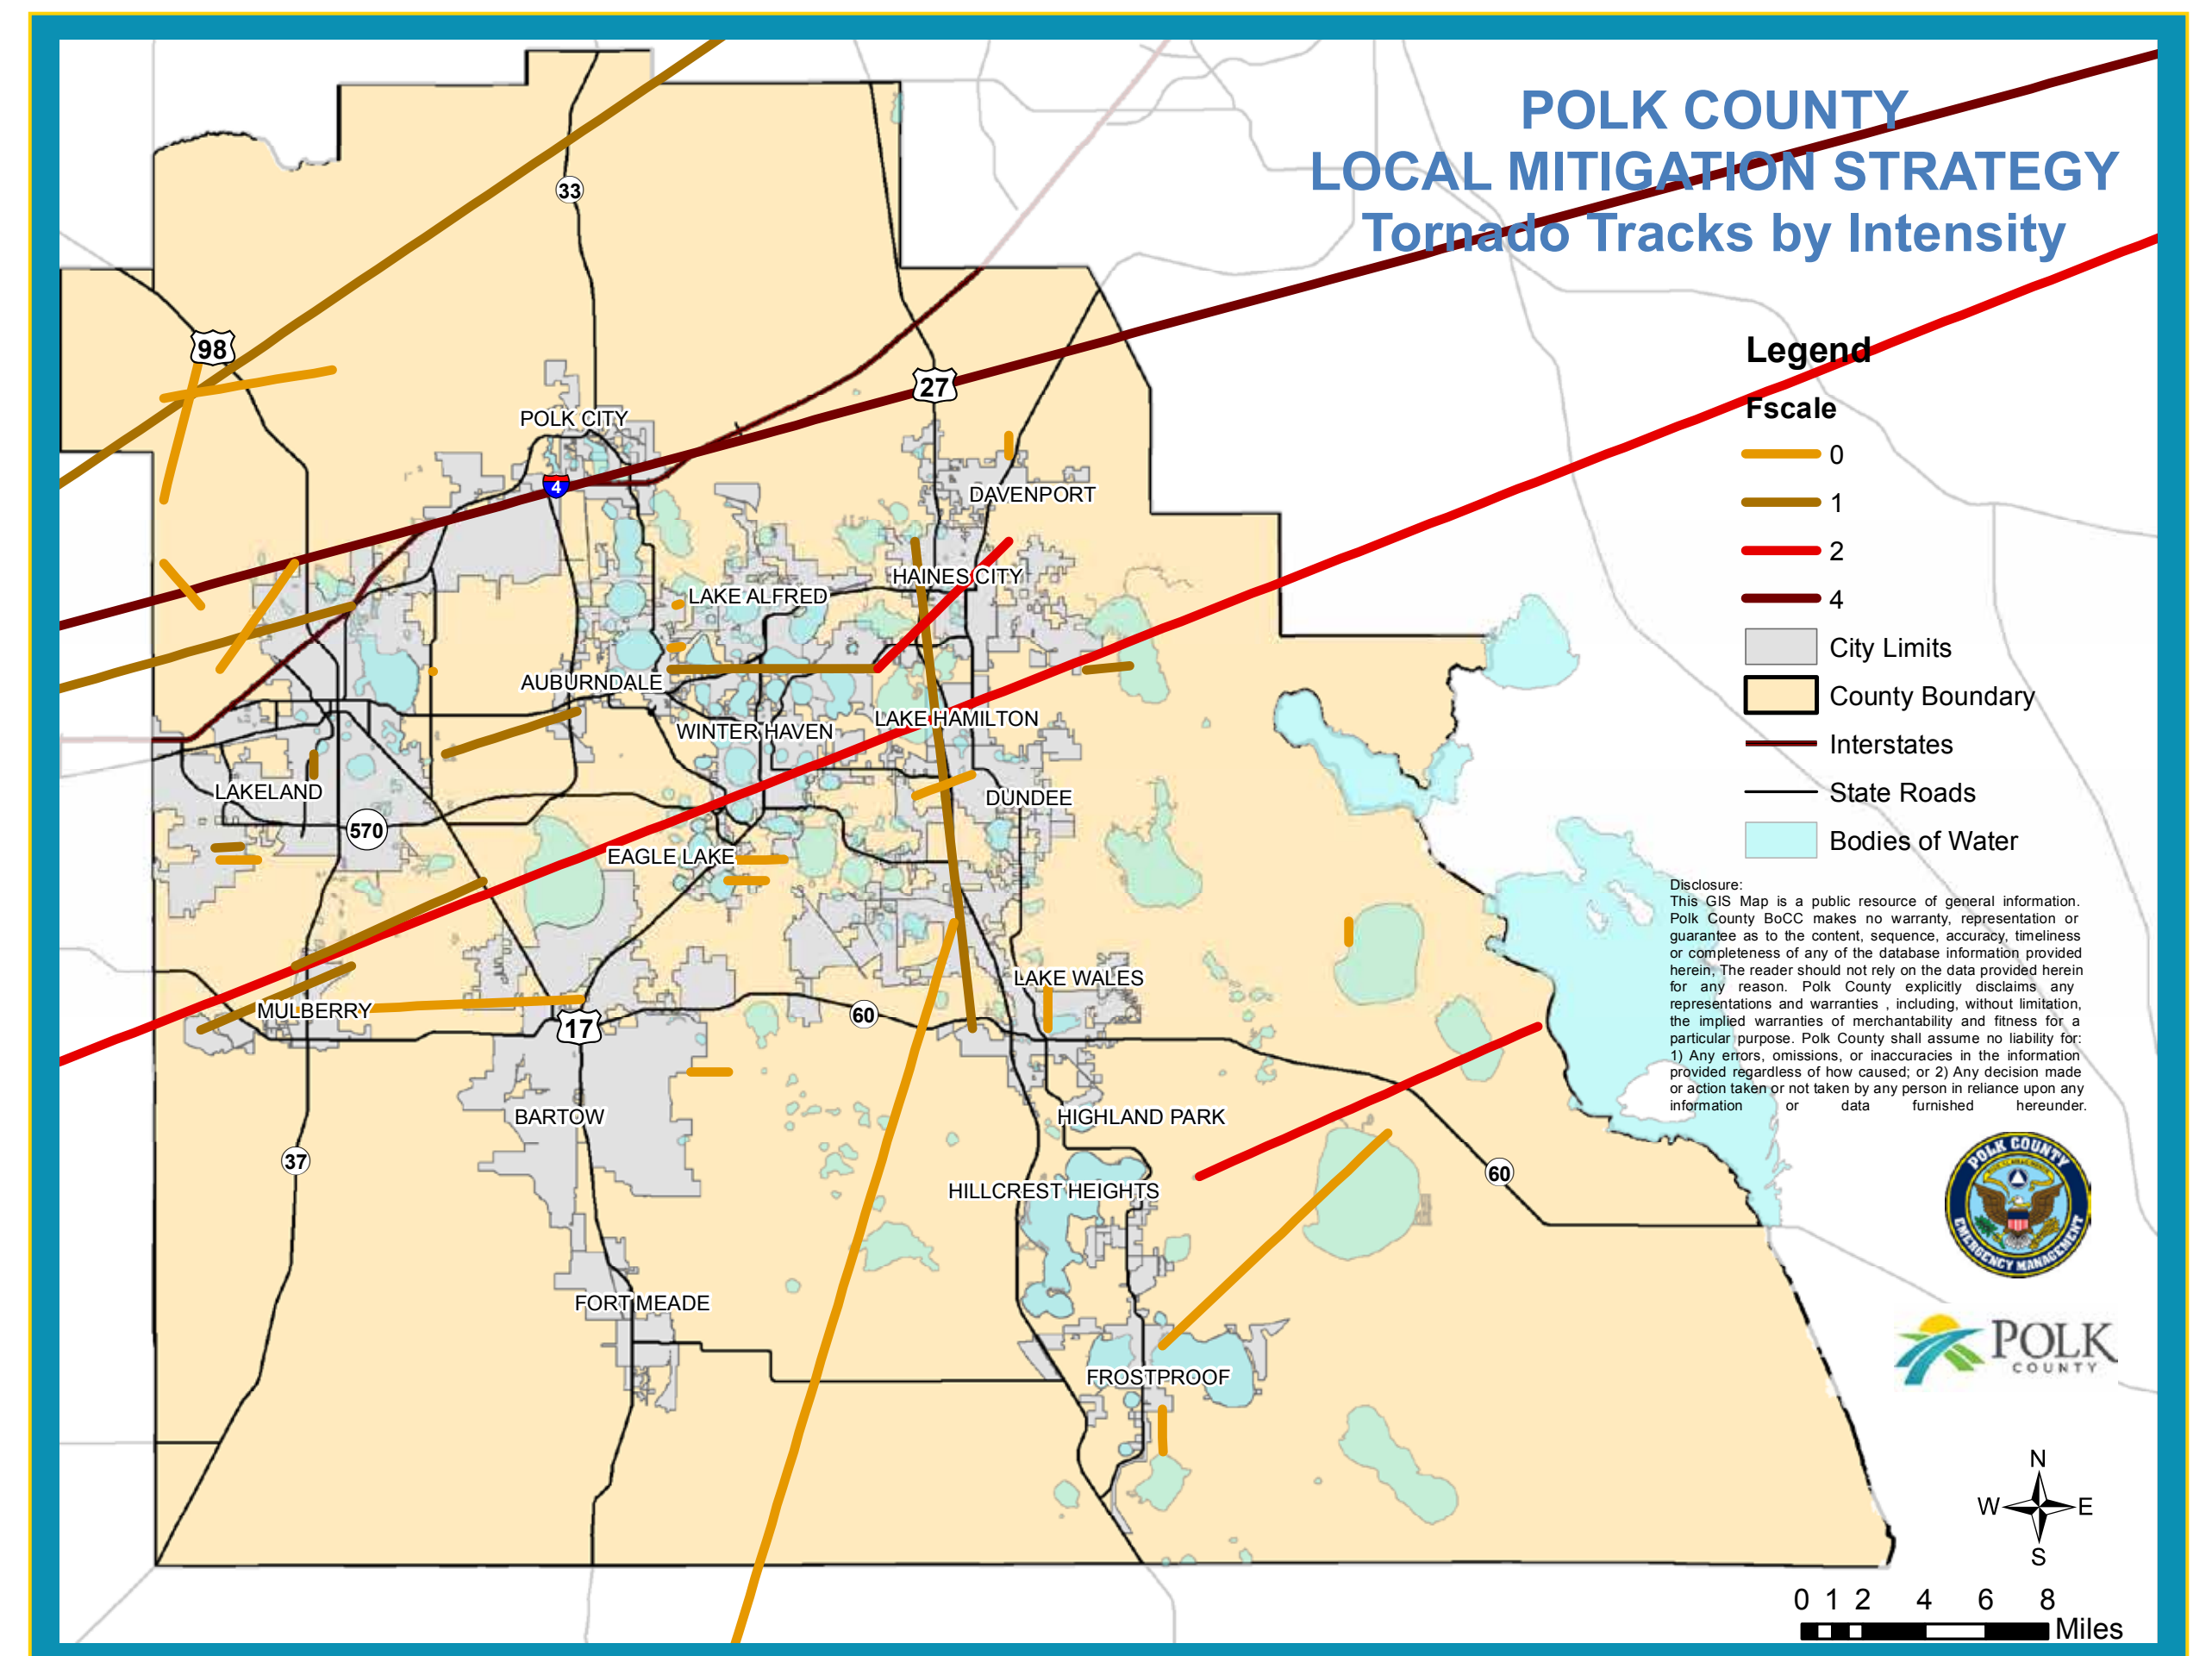 POLK COUNTY
LOCAL MITIGATION STRATEGY
Tornado Tracks by Intensity
33
98
27
POLK CITY
4
DAVENPORT
HAINES CITY
LAKE ALFRED
AUBURNDALE
LAKE HAMILTON
WINTER HAVEN
LAKELAND
DUNDEE
570
EAGLE LAKE
LAKE WALES
MULBERRY
60
17
BARTOW
HIGHLAND PARK
37
60
HILLCREST HEIGHTS
FORT MEADE
FROSTPROOF
Legend
Fscale
0
1
2
4
City Limits
County Boundary
Interstates
State Roads
Bodies of Water
Disclosure:
This GIS Map is a public resource of general information.
Polk County BoCC makes no warranty, representation or
guarantee as to the content, sequence, accuracy, timeliness
or completeness of any of the database information provided
herein, The reader should not rely on the data provided herein
for any reason. Polk County explicitly disclaims any
representations and warranties , including, without limitation,
the implied warranties of merchantability and fitness for a
particular purpose. Polk County shall assume no liability for:
1) Any errors, omissions, or inaccuracies in the information
provided regardless of how caused; or 2) Any decision made
or action taken or not taken by any person in reliance upon any
information or data furnished hereunder.
POLK COUNTY
EMERGENCY MANAGEMENT
POLK
COUNTY
N
W E
S
0 1 2 4 6 8
Miles